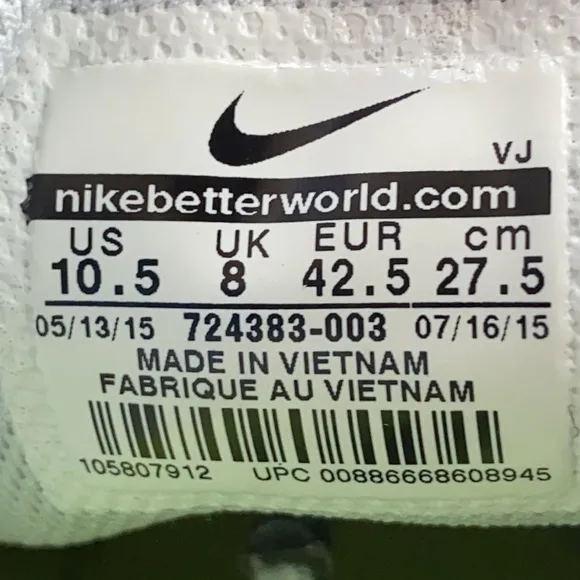 VJ
nikebetterworld.com
US UK EUR cm
10.5 8 42.5 27.5
05/13/15 724383-003 07/16/15
MADE IN VIETNAM
FABRIQUE AU VIETNAM
105807912 UPC 00886668608945